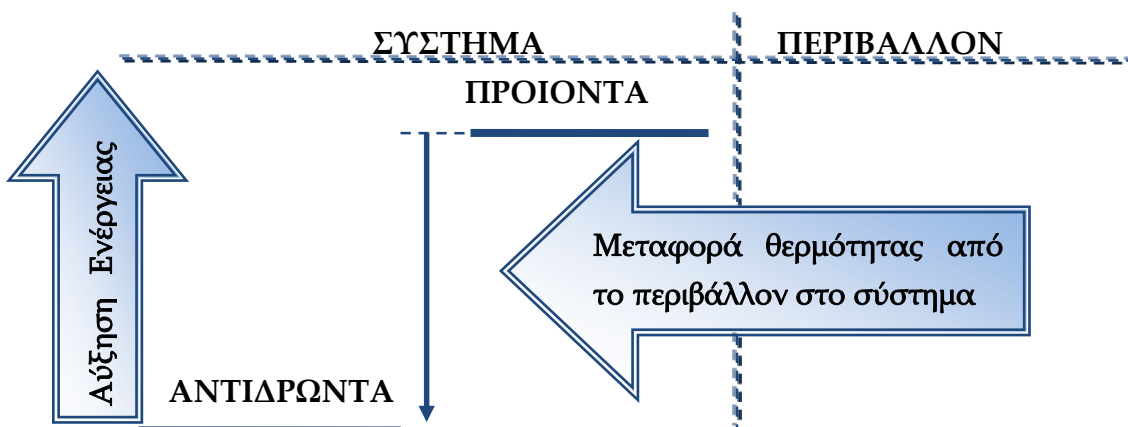 ΣΥΣΤΗΜΑ
ΠΕΡΙΒΑΛΛΟΝ
ΠΡΟΙΟΝΤΑ
Αύξηση Ενέργειας
Μεταφορά θερμότητας από
το περιβάλλον στο σύστημα
ΑΝΤΙΔΡΩΝΤΑ